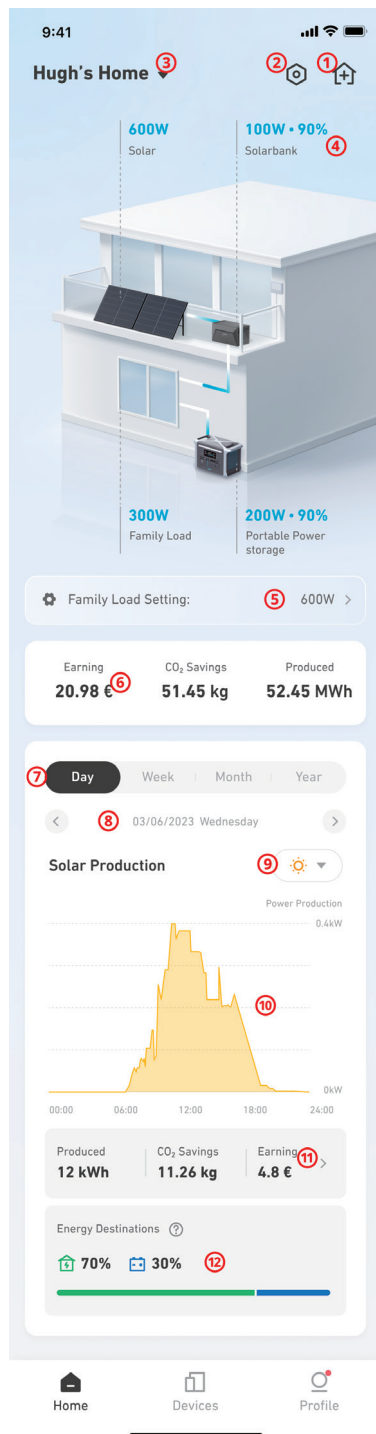 9:41
Hugh's Home ③ ② ①
600W 100W • 90%
Solar Solarbank ④
300W 200W • 90%
Family Load Portable Power
storage
Family Load Setting: ⑤ 600W >
Earning CO₂ Savings Produced
20.98 € ⑥ 51.45 kg 52.45 MWh
⑦ Day Week Month Year
< ⑧ 03/06/2023 Wednesday >
Solar Production ⑨
Power Production
0.4kW
⑩
0kW
00:00 06:00 12:00 18:00 24:00
Produced CO₂ Savings Earning ⑪ >
12 kWh 11.26 kg 4.8 €
Energy Destinations ?
70% 30% ⑫
Home Devices Profile